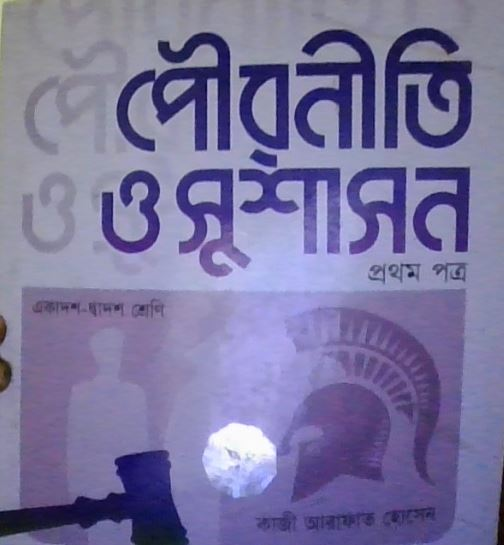 পৌরনীতি
ও সুশাসন
প্রথম পত্র
একাদশ-দ্বাদশ শ্রেণি
কাজী আরাফাত হোসেন